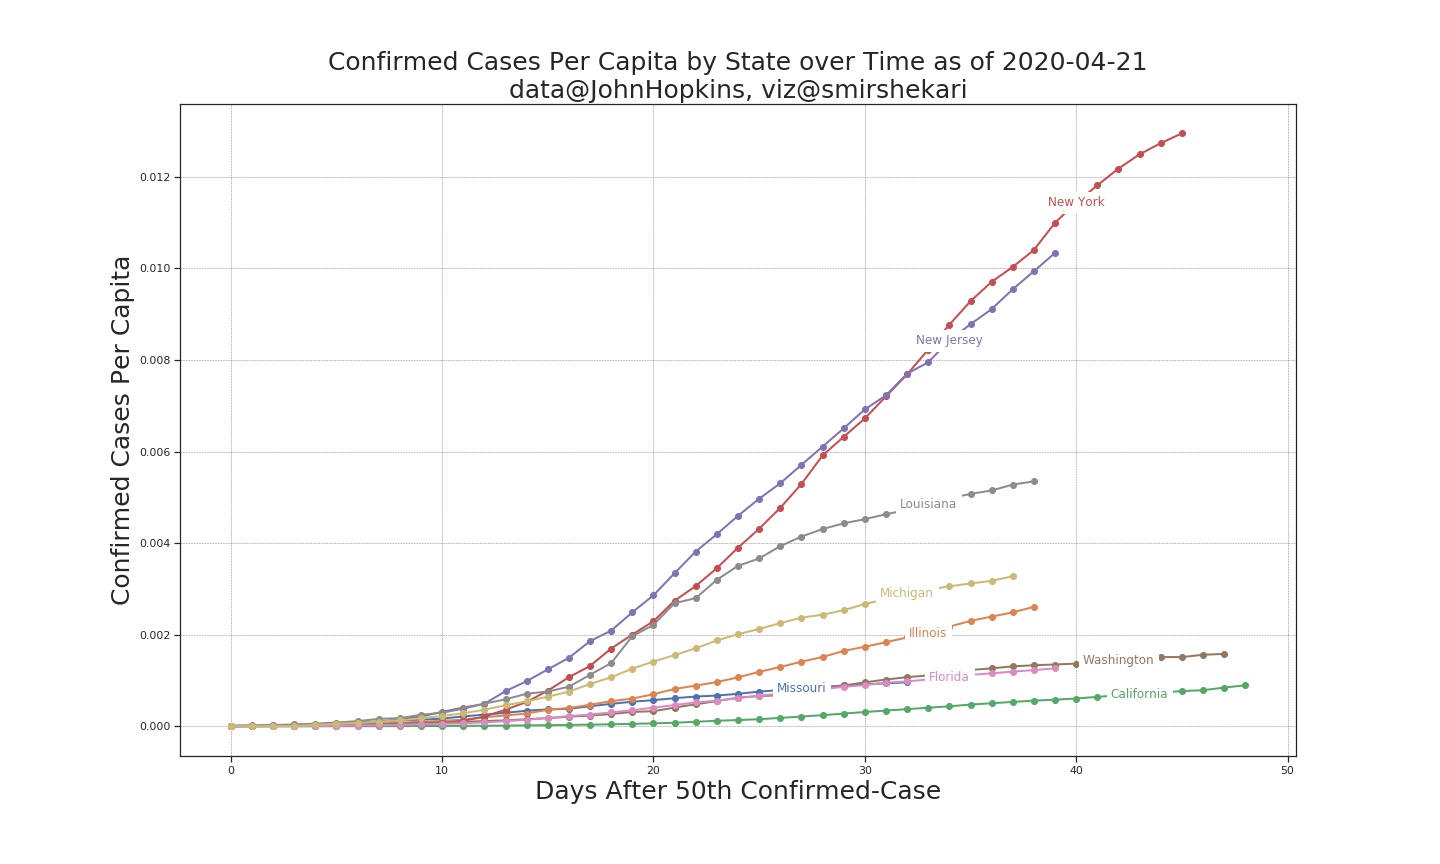 Confirmed Cases Per Capita by State over Time as of 2020-04-21
data@JohnHopkins, viz@smirshekari
Confirmed Cases Per Capita
0.012
0.010
0.008
0.006
0.004
0.002
0.000
New York
New Jersey
Louisiana
Michigan
Illinois
Washington
Florida
Missouri
California
0 10 20 30 40 50
Days After 50th Confirmed-Case